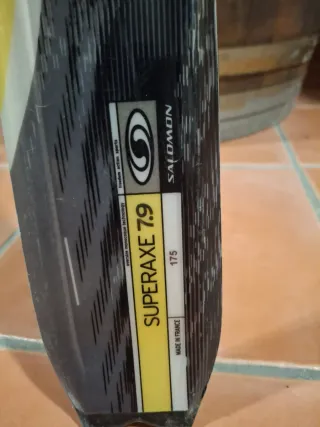 SALOMON
SUPERAXE 7.9
175
MADE IN FRANCE